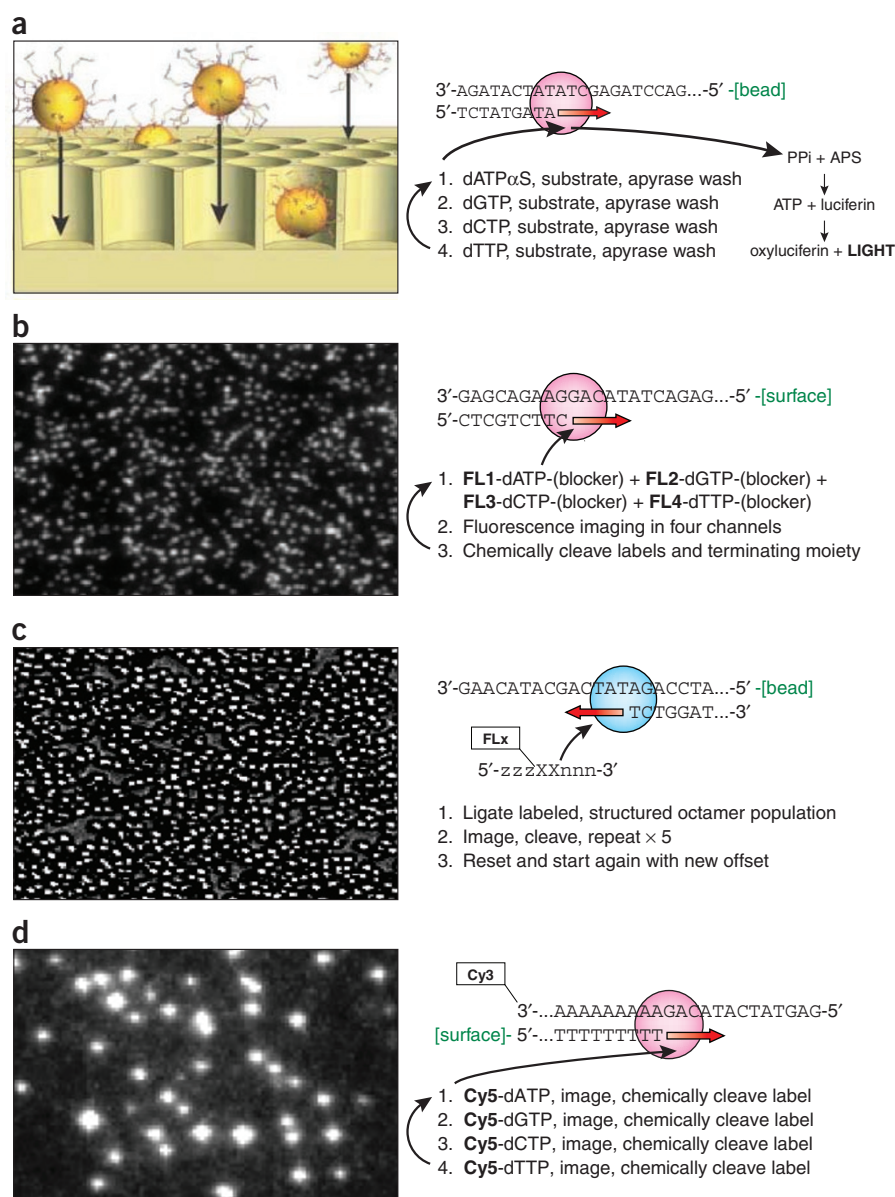 a
3′-AGATACTATATCGAGATCCAG...-5′ -[bead]
5′-TCTATGATA
PPi + APS
1. dATPαS, substrate, apyrase wash
2. dGTP, substrate, apyrase wash
ATP + luciferin
3. dCTP, substrate, apyrase wash
4. dTTP, substrate, apyrase wash
oxyluciferin + LIGHT
b
3′-GAGCAGAAGGACATATCAGAG...-5′ -[surface]
5′-CTCGTCTTC
1. FL1-dATP-(blocker) + FL2-dGTP-(blocker) +
FL3-dCTP-(blocker) + FL4-dTTP-(blocker)
2. Fluorescence imaging in four channels
3. Chemically cleave labels and terminating moiety
c
3′-GAACATACGACTATAGACCTA...-5′ -[bead]
TCTGGAT...-3′
FLx
5′-zzzXXnnn-3′
1. Ligate labeled, structured octamer population
2. Image, cleave, repeat × 5
3. Reset and start again with new offset
d
Cy3
3′-...AAAAAAAAAGACATACTATGAG-5′
[surface]- 5′-...TTTTTTTTT
1. Cy5-dATP, image, chemically cleave label
2. Cy5-dGTP, image, chemically cleave label
3. Cy5-dCTP, image, chemically cleave label
4. Cy5-dTTP, image, chemically cleave label